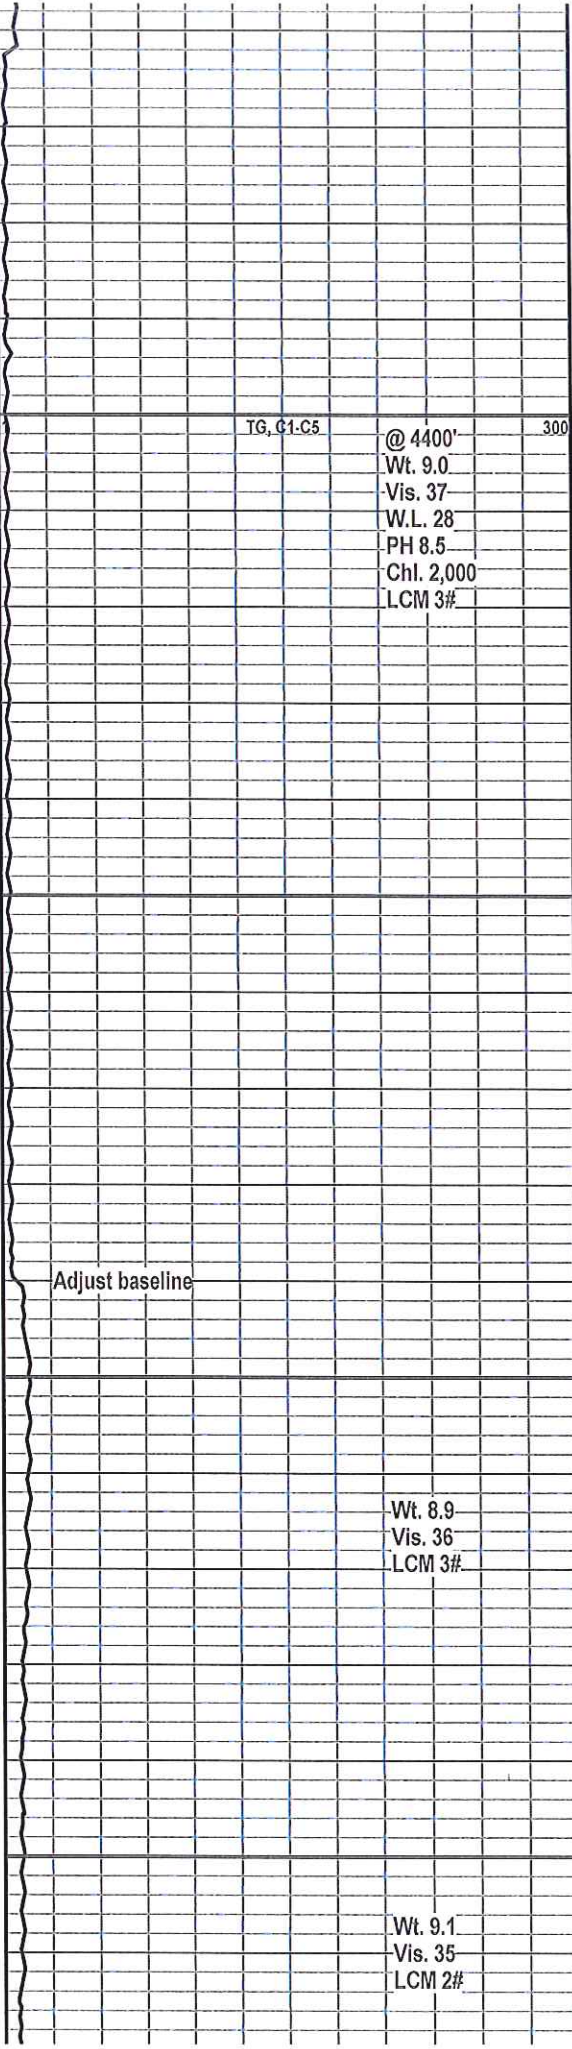 TG, C1-C5
300
@ 4400'
Wt. 9.0
Vis. 37
W.L. 28
PH 8.5
Chl. 2,000
LCM 3#
Adjust baseline
Wt. 8.9
Vis. 36
LCM 3#
Wt. 9.1
Vis. 35
LCM 2#